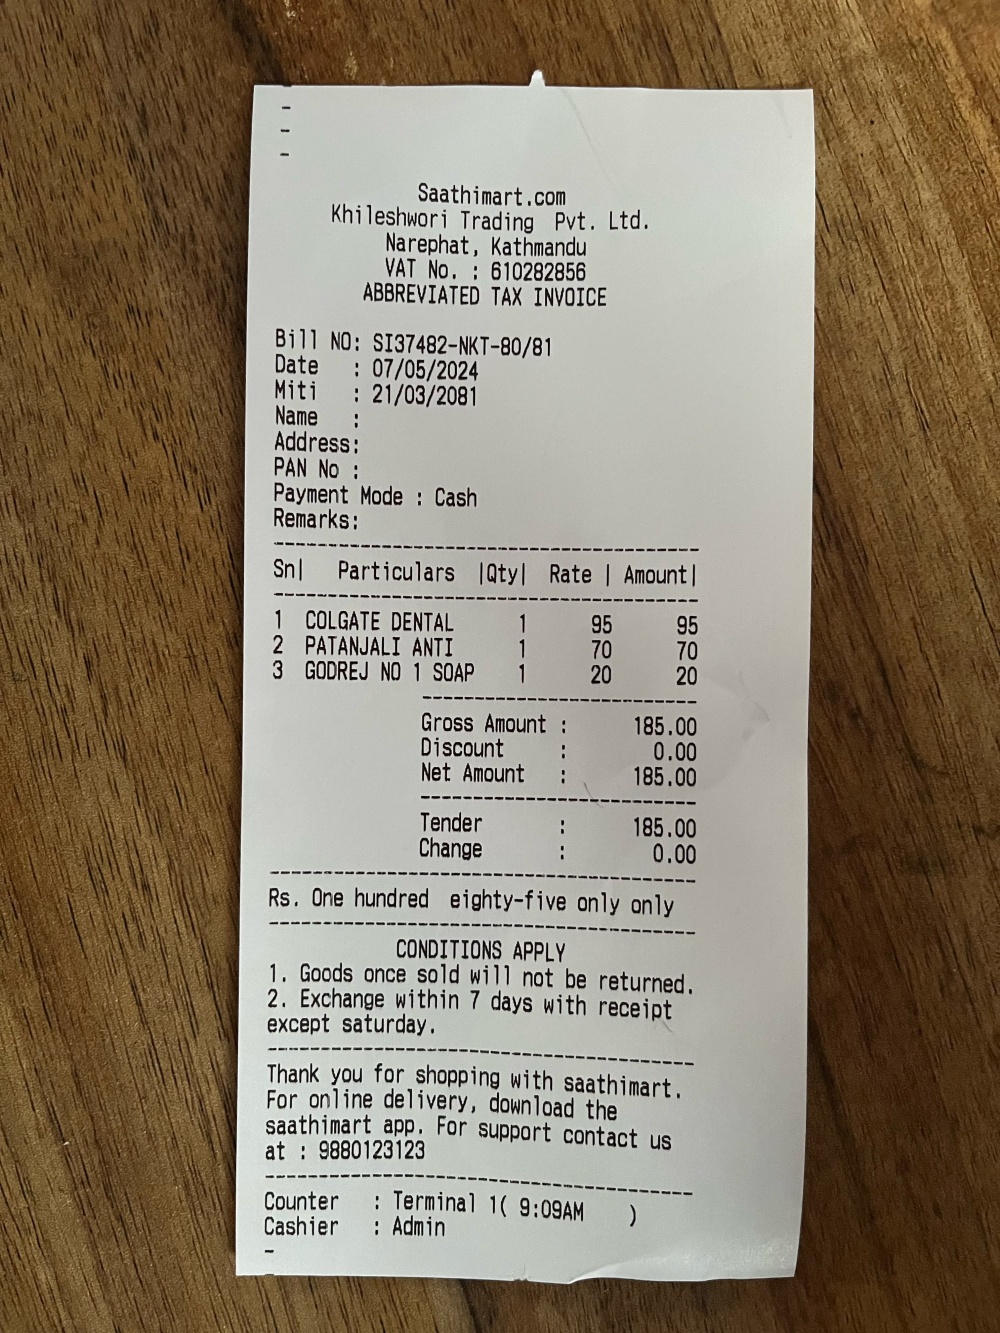 -
-
-
Saathimart.com
Khileshwori Trading Pvt. Ltd.
Narephat, Kathmandu
VAT No. : 610282856
ABBREVIATED TAX INVOICE
Bill NO: SI37482-NKT-80/81
Date : 07/05/2024
Miti : 21/03/2081
Name :
Address:
PAN No :
Payment Mode : Cash
Remarks:
Sn| Particulars |Qty| Rate | Amount|
1 COLGATE DENTAL 1 95 95
2 PATANJALI ANTI 1 70 70
3 GODREJ NO 1 SOAP 1 20 20
Gross Amount : 185.00
Discount : 0.00
Net Amount : 185.00
Tender : 185.00
Change : 0.00
Rs. One hundred eighty-five only only
CONDITIONS APPLY
1. Goods once sold will not be returned.
2. Exchange within 7 days with receipt
except saturday.
Thank you for shopping with saathimart.
For online delivery, download the
saathimart app. For support contact us
at : 9880123123
Counter : Terminal 1( 9:09AM )
Cashier : Admin
-